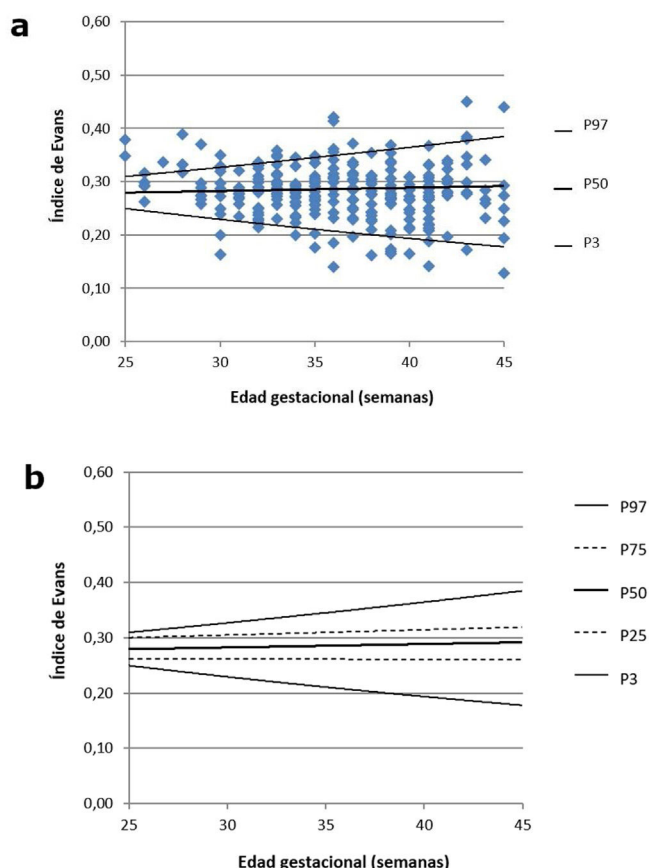 a
0,60
0,50
0,40
0,30
0,20
0,10
0,00
Índice de Evans
25 30 35 40 45
Edad gestacional (semanas)
P97
P50
P3
b
0,60
0,50
0,40
0,30
0,20
0,10
0,00
Índice de Evans
25 30 35 40 45
Edad gestacional (semanas)
P97
P75
P50
P25
P3